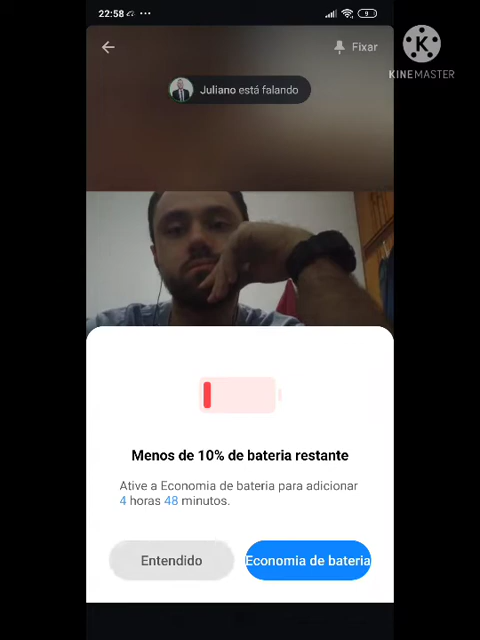 22:58
9
Fixar
K
KINEMASTER
Juliano está falando
Menos de 10% de bateria restante
Ative a Economia de bateria para adicionar
4 horas 48 minutos.
Entendido
Economia de bateria